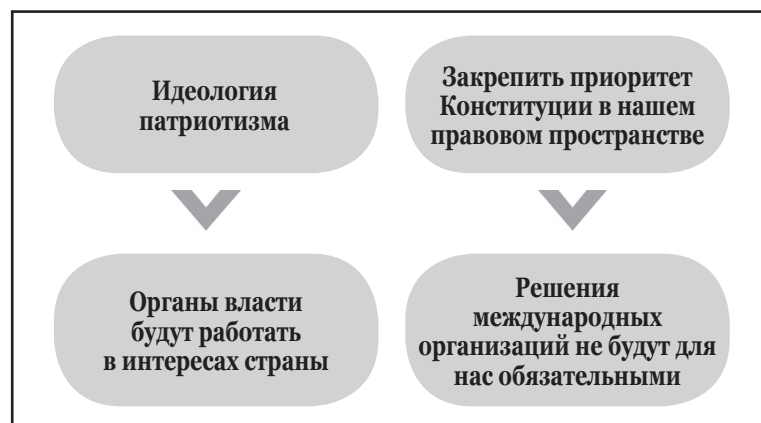 Идеология
патриотизма
Закрепить приоритет
Конституции в нашем
правовом пространстве
Органы власти
будут работать
в интересах страны
Решения
международных
организаций не будут для
нас обязательными